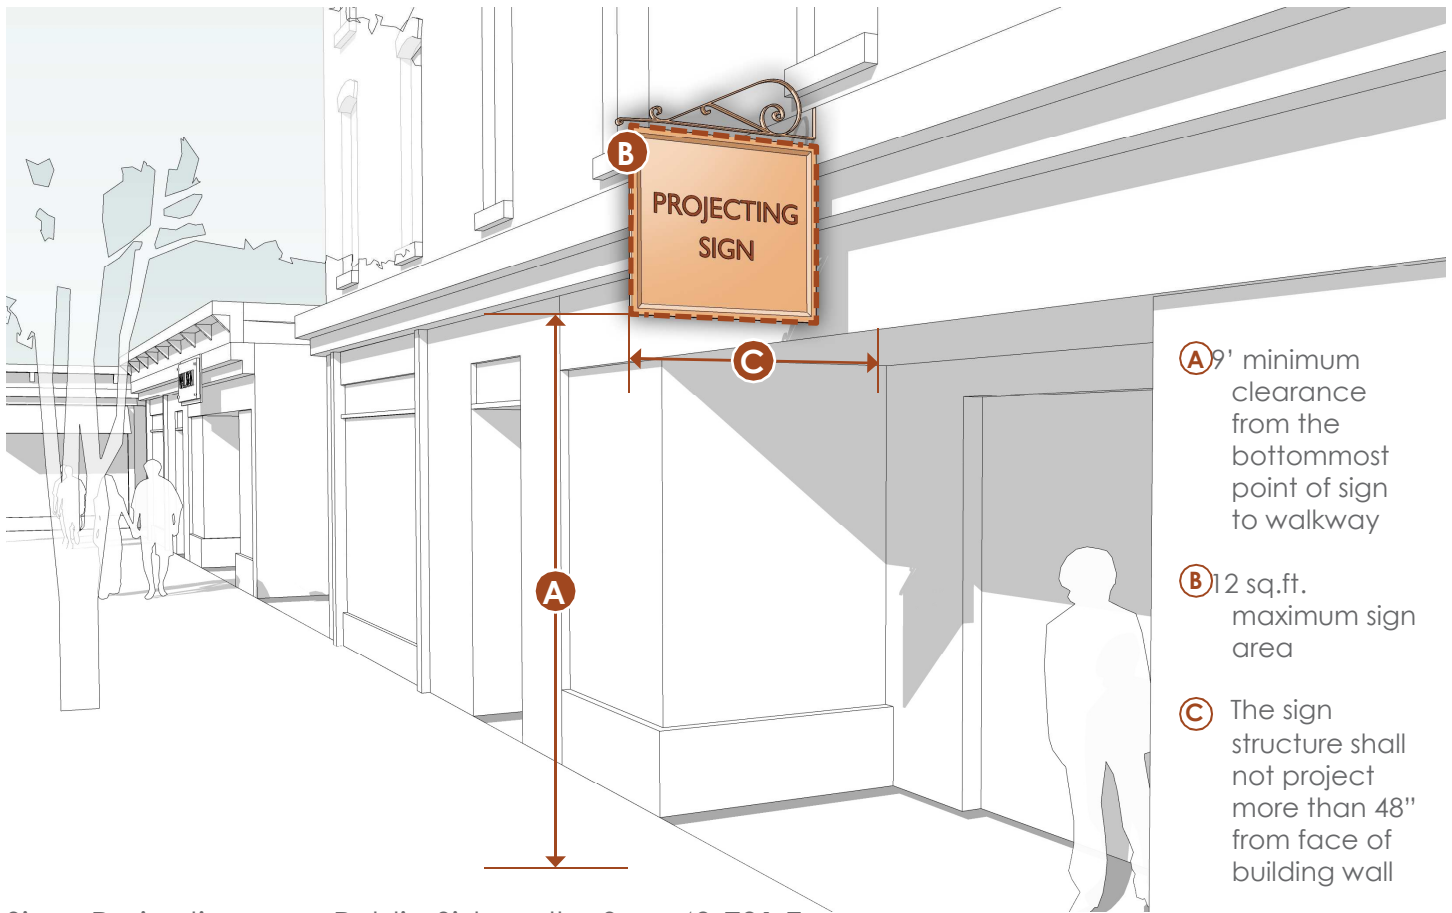 B
PROJECTING
SIGN
C
A
A 9’ minimum
clearance
from the
bottommost
point of sign
to walkway
B 12 sq.ft.
maximum sign
area
C The sign
structure shall
not project
more than 48”
from face of
building wall